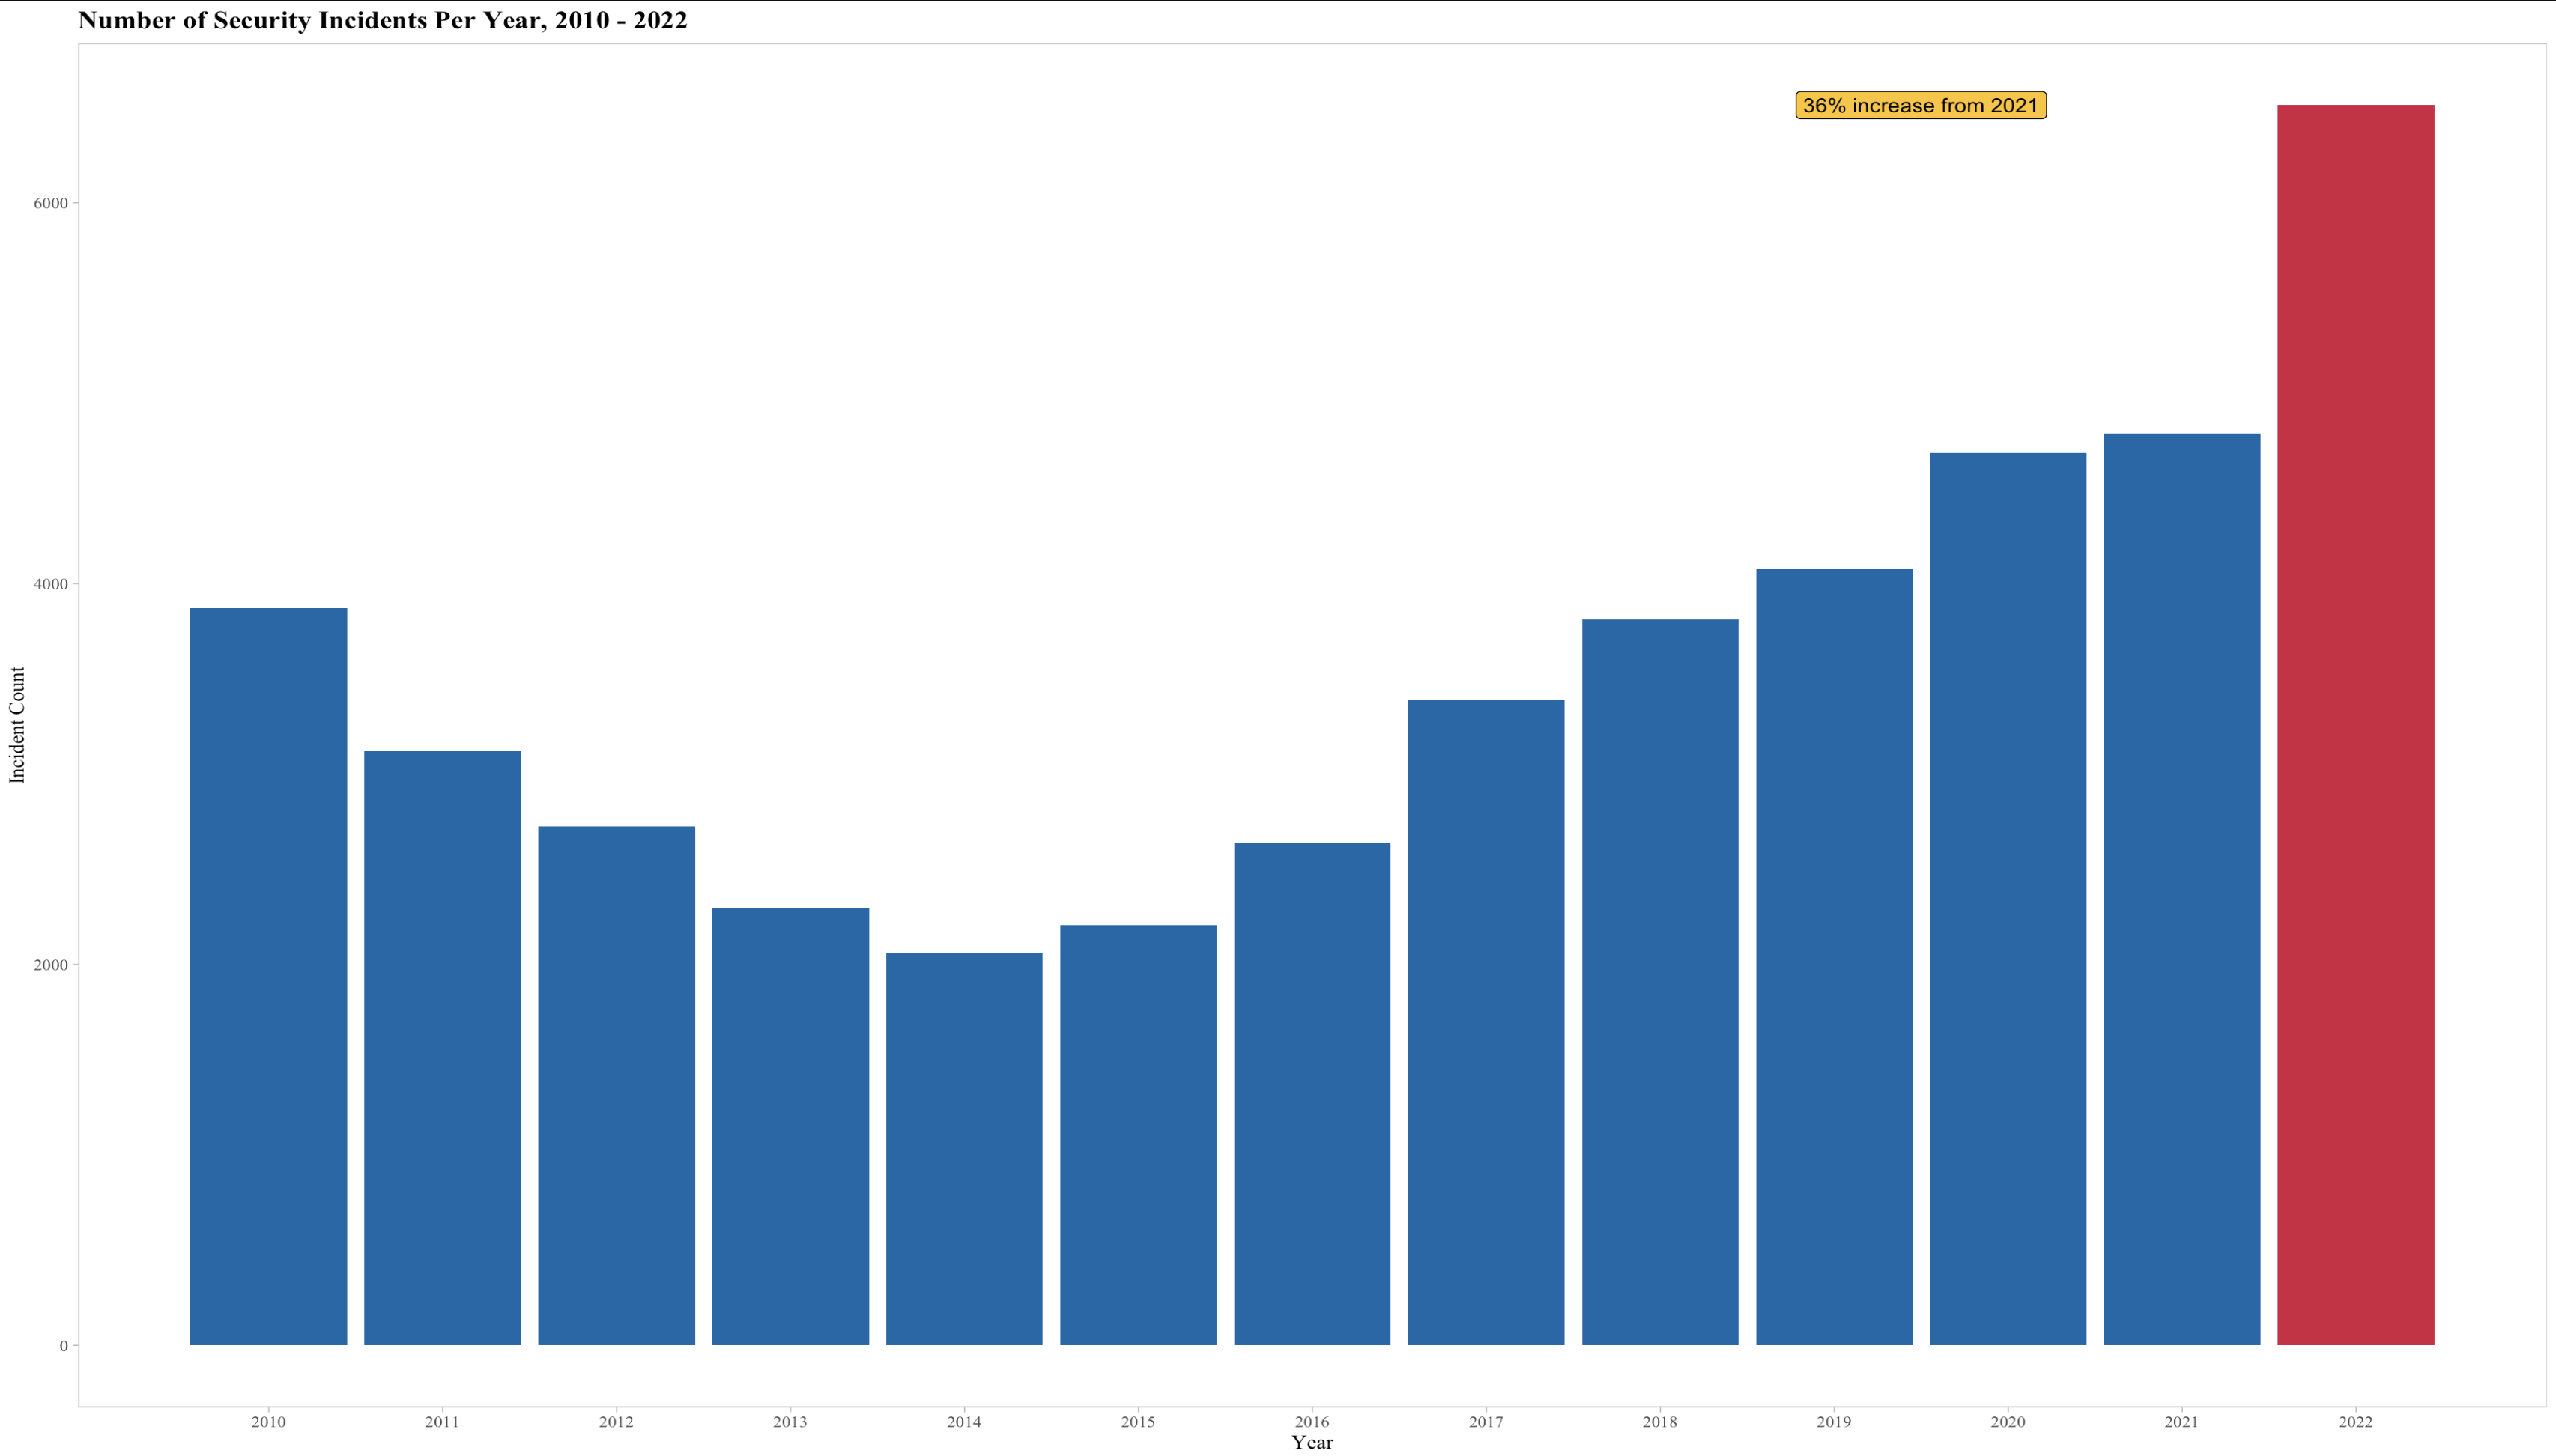 Number of Security Incidents Per Year, 2010 - 2022
36% increase from 2021
6000
4000
2000
0
Incident Count
2010 2011 2012 2013 2014 2015 2016 2017 2018 2019 2020 2021 2022
Year